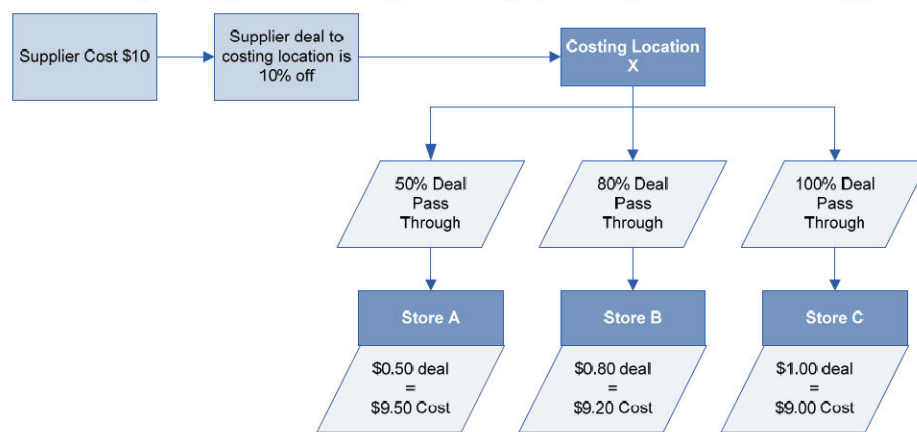 Supplier Cost $10
Supplier deal to
costing location is
10% off
Costing Location
X
50% Deal
Pass
Through
80% Deal
Pass
Through
100% Deal
Pass
Through
Store A
Store B
Store C
$0.50 deal
=
$9.50 Cost
$0.80 deal
=
$9.20 Cost
$1.00 deal
=
$9.00 Cost